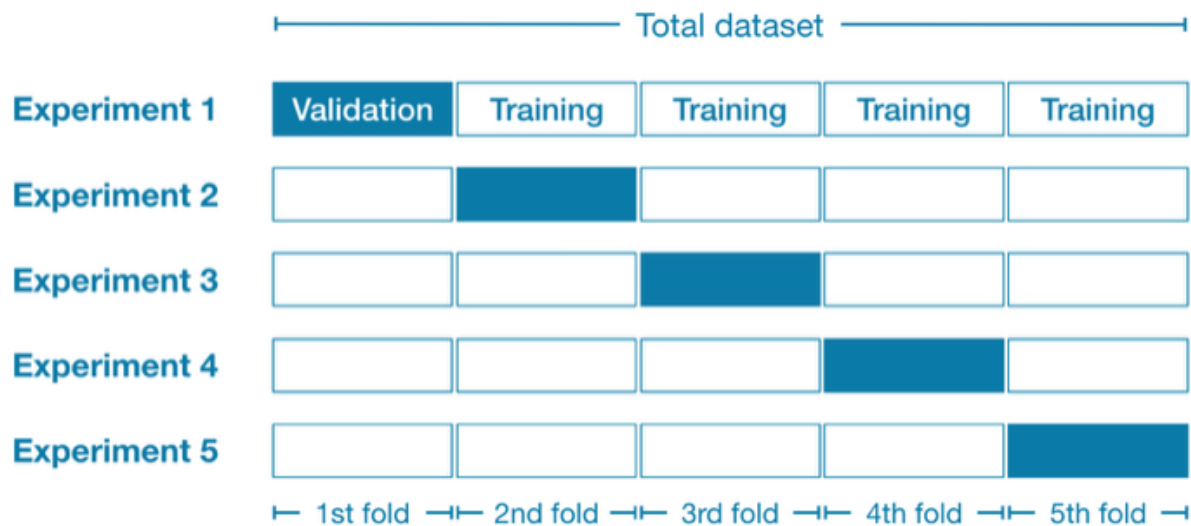 Total dataset
Experiment 1 Validation Training Training Training Training
Experiment 2
Experiment 3
Experiment 4
Experiment 5
1st fold 2nd fold 3rd fold 4th fold 5th fold